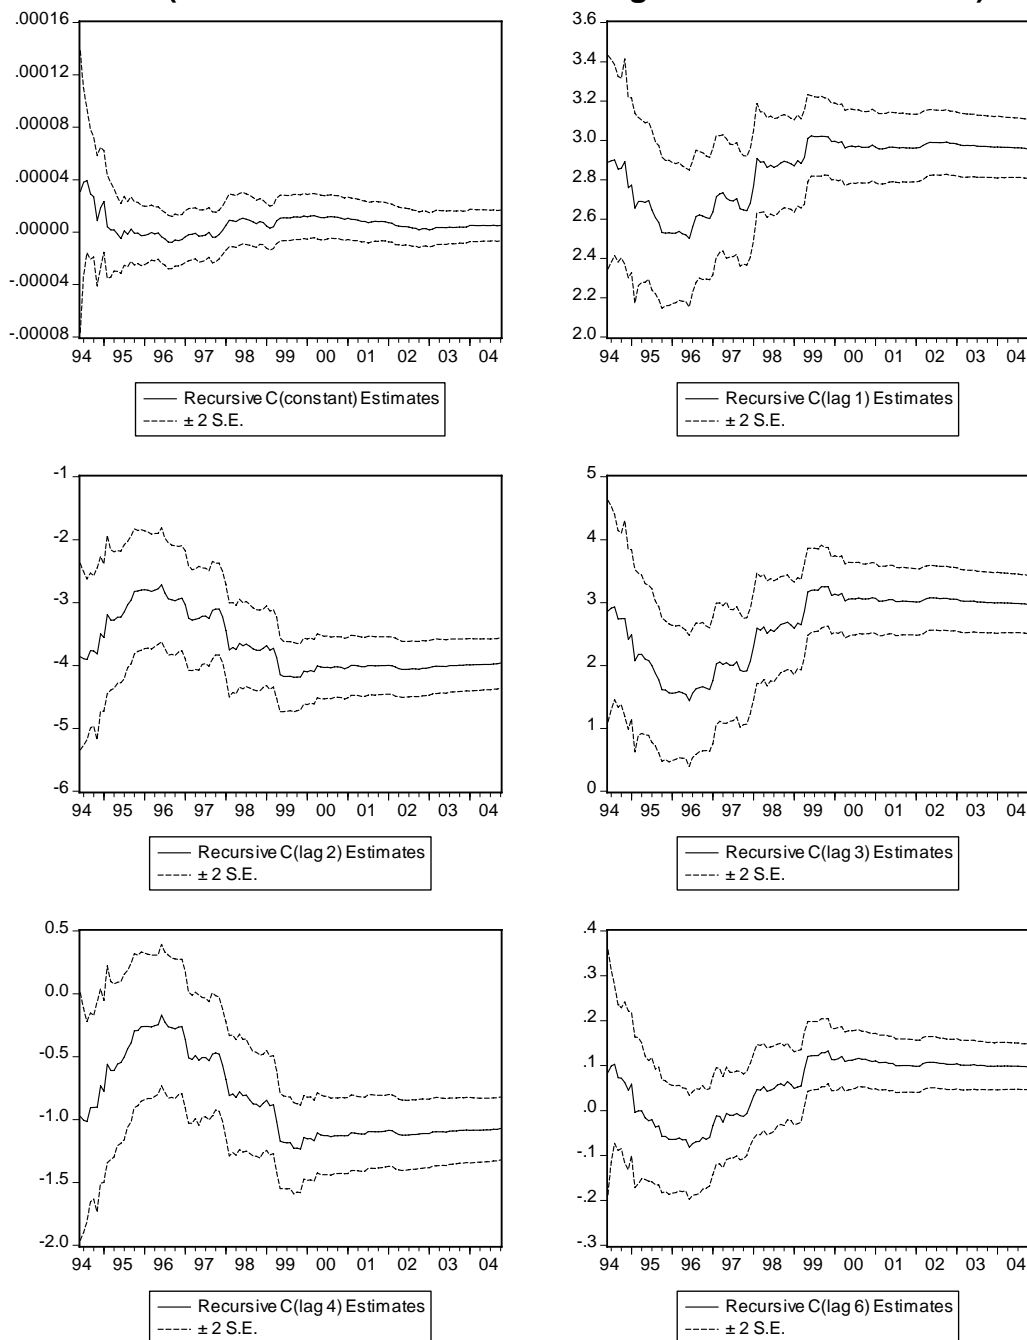 .00016
.00012
.00008
.00004
.00000
-.00004
-.00008
94 95 96 97 98 99 00 01 02 03 04
Recursive C(constant) Estimates
± 2 S.E.
3.6
3.4
3.2
3.0
2.8
2.6
2.4
2.2
2.0
94 95 96 97 98 99 00 01 02 03 04
Recursive C(lag 1) Estimates
± 2 S.E.
-1
-2
-3
-4
-5
-6
94 95 96 97 98 99 00 01 02 03 04
Recursive C(lag 2) Estimates
± 2 S.E.
5
4
3
2
1
0
94 95 96 97 98 99 00 01 02 03 04
Recursive C(lag 3) Estimates
± 2 S.E.
0.5
0.0
-0.5
-1.0
-1.5
-2.0
94 95 96 97 98 99 00 01 02 03 04
Recursive C(lag 4) Estimates
± 2 S.E.
.4
.3
.2
.1
.0
-.1
-.2
-.3
94 95 96 97 98 99 00 01 02 03 04
Recursive C(lag 6) Estimates
± 2 S.E.